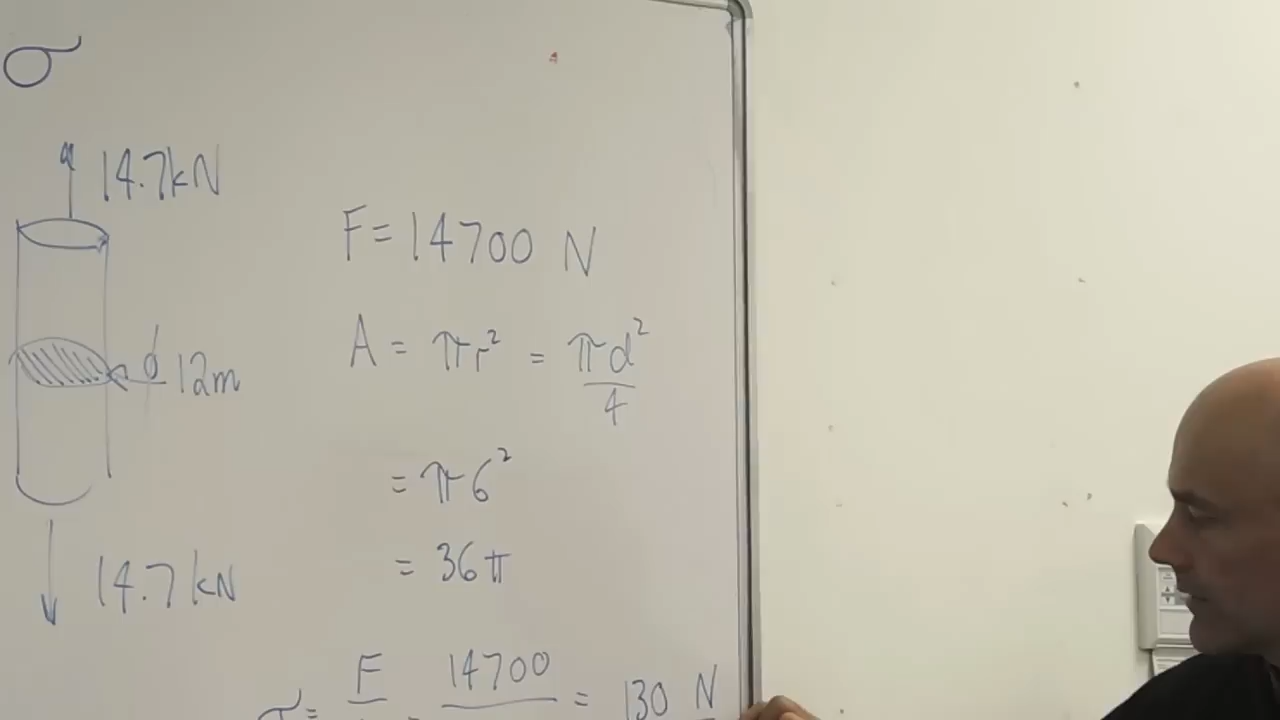 σ
14.7kN
F = 14700 N
A = πr² = πd²/4
ϕ 12m
= π6²
= 36π
14.7kN
σ = F = 14700 = 130 N